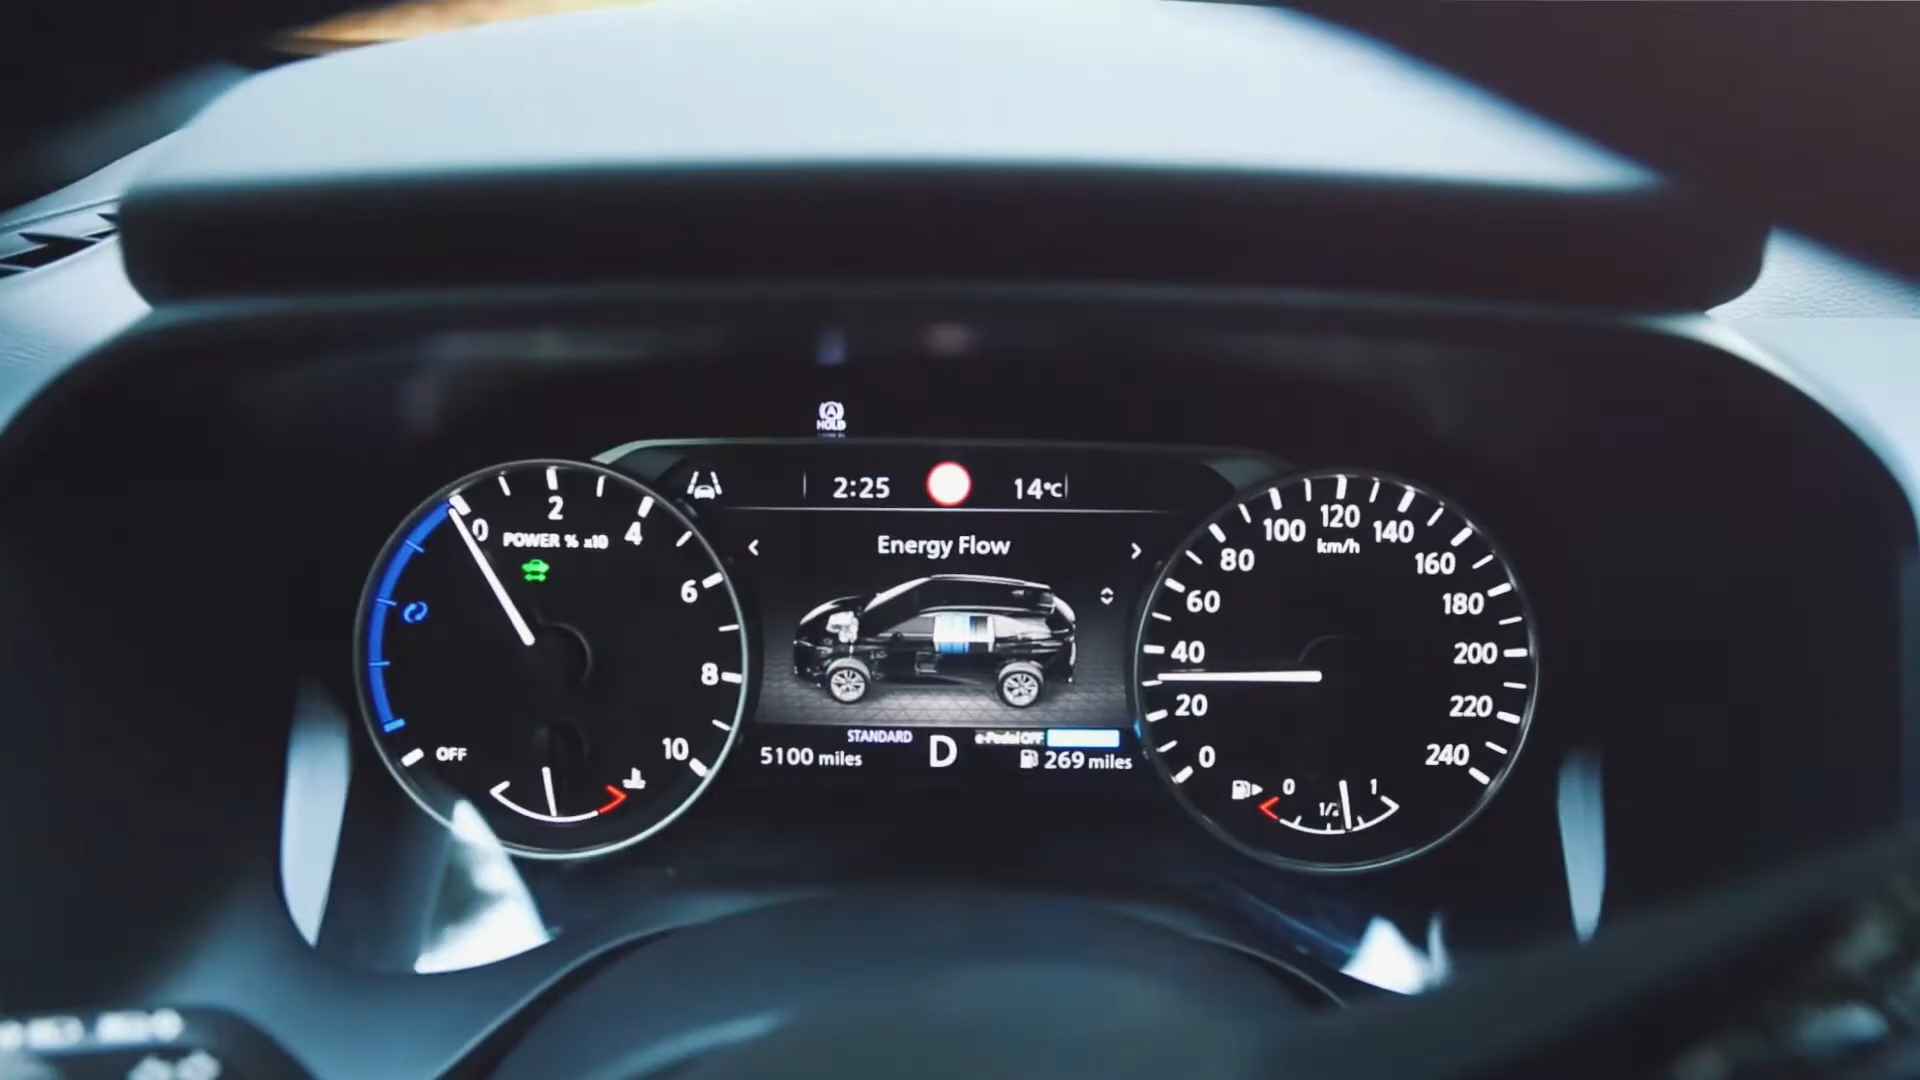 HOLD
2:25
14°C
Energy Flow
0
2
4
6
8
10
POWER % x10
OFF
STANDARD
e-Pedal OFF
5100 miles
D
269 miles
0
20
40
60
80
100
120
140
160
180
200
220
240
km/h
0
1/2
1